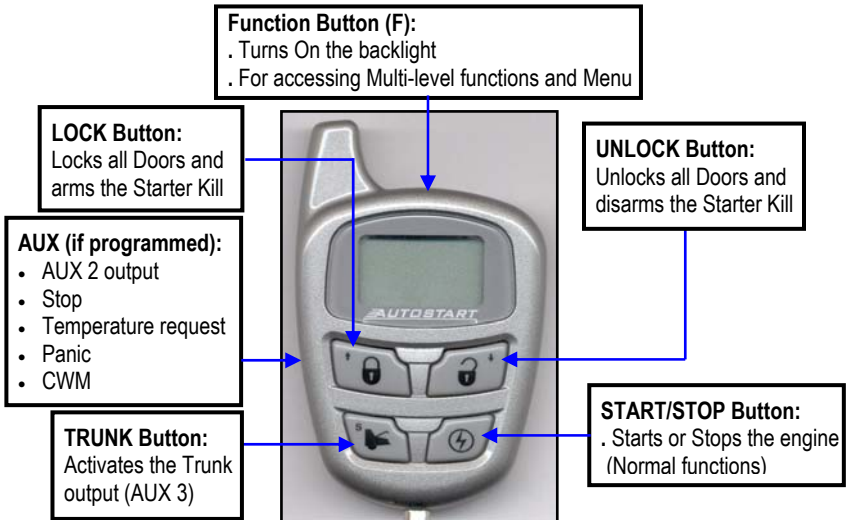 Function Button (F):
. Turns On the backlight
. For accessing Multi-level functions and Menu
LOCK Button:
Locks all Doors and
arms the Starter Kill
UNLOCK Button:
Unlocks all Doors and
disarms the Starter Kill
AUX (if programmed):
• AUX 2 output
• Stop
• Temperature request
• Panic
• CWM
AUTOSTART
S
TRUNK Button:
Activates the Trunk
output (AUX 3)
START/STOP Button:
. Starts or Stops the engine
(Normal functions)